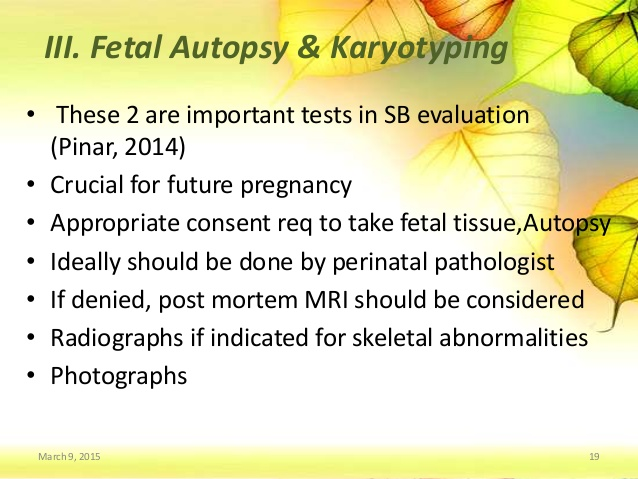 III. Fetal Autopsy & Karyotyping
• These 2 are important tests in SB evaluation
(Pinar, 2014)
• Crucial for future pregnancy
• Appropriate consent req to take fetal tissue,Autopsy
• Ideally should be done by perinatal pathologist
• If denied, post mortem MRI should be considered
• Radiographs if indicated for skeletal abnormalities
• Photographs
March 9, 2015
19